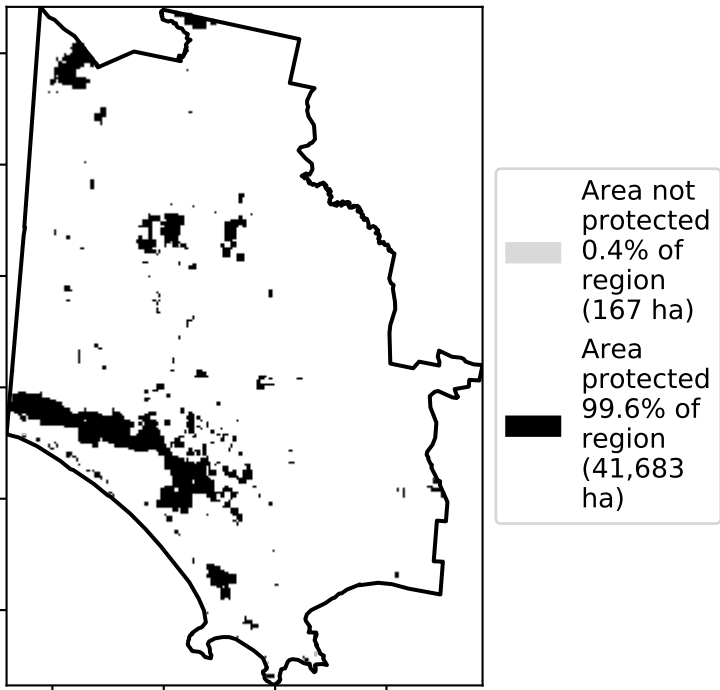 Area not
protected
0.4% of
region
(167 ha)
Area
protected
99.6% of
region
(41,683
ha)